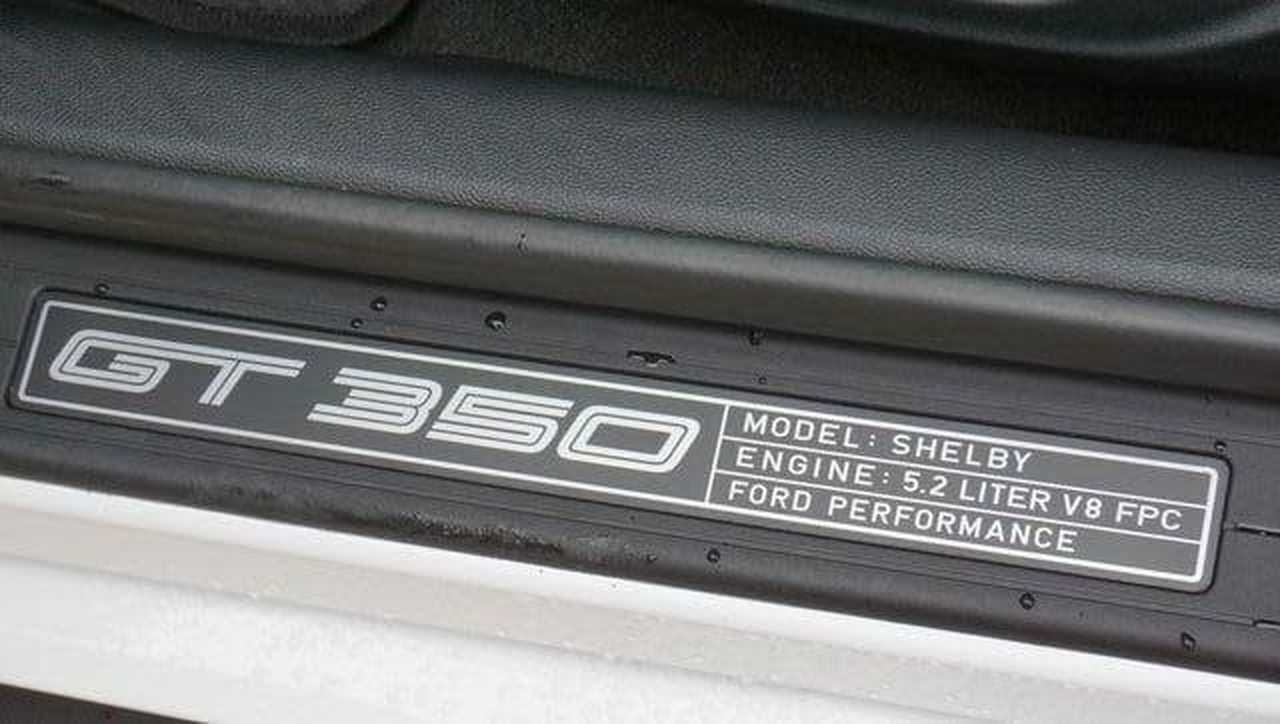 GT 350
MODEL: SHELBY
ENGINE: 5.2 LITER V8 FPC
FORD PERFORMANCE